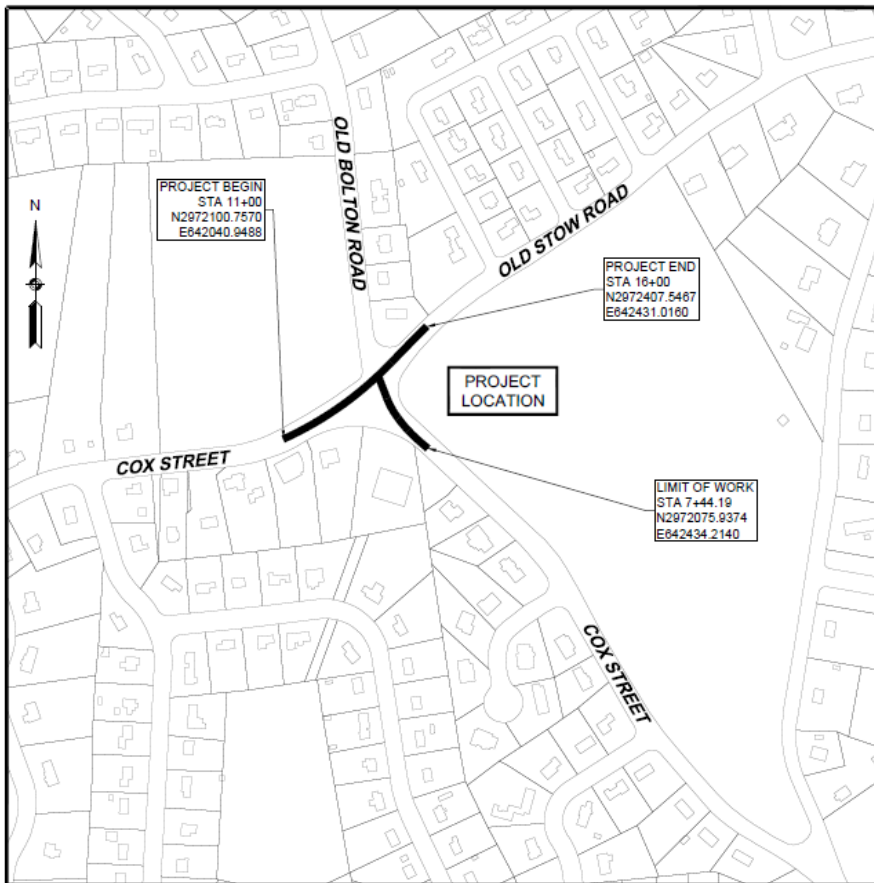 OLD BOLTON ROAD
PROJECT BEGIN
STA 11+00
N2972100.7570
E642040.9488
N
OLD STOW ROAD
PROJECT END
STA 16+00
N2972407.5467
E642431.0160
PROJECT
LOCATION
COX STREET
LIMIT OF WORK
STA 7+44.19
N2972075.9374
E642434.2140
COX STREET